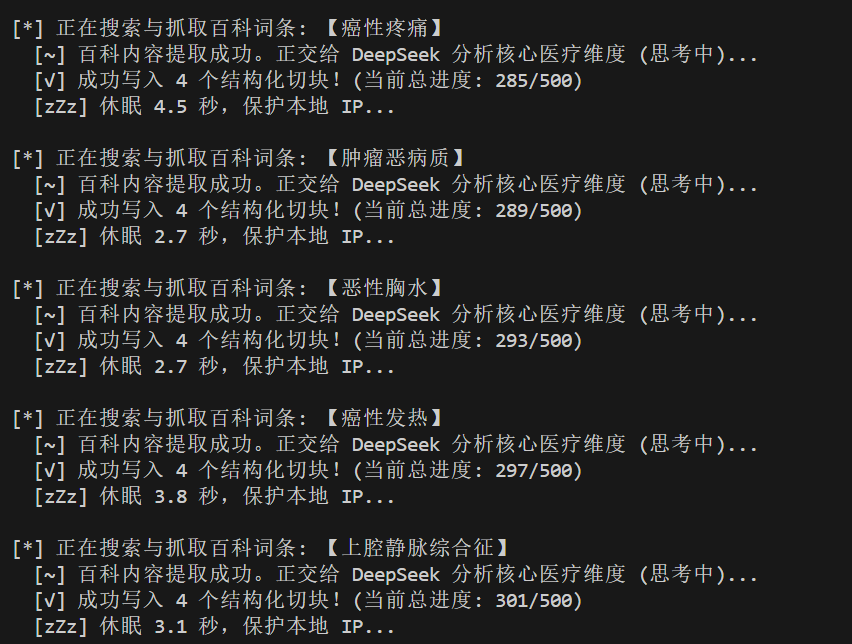 [*] 正在搜索与抓取百科词条: 【癌性疼痛】
[~] 百科内容提取成功。正交给 DeepSeek 分析核心医疗维度 (思考中)...
[√] 成功写入 4 个结构化切块! (当前总进度: 285/500)
[zZz] 休眠 4.5 秒, 保护本地 IP...
[*] 正在搜索与抓取百科词条: 【肿瘤恶病质】
[~] 百科内容提取成功。正交给 DeepSeek 分析核心医疗维度 (思考中)...
[√] 成功写入 4 个结构化切块! (当前总进度: 289/500)
[zZz] 休眠 2.7 秒, 保护本地 IP...
[*] 正在搜索与抓取百科词条: 【恶性胸水】
[~] 百科内容提取成功。正交给 DeepSeek 分析核心医疗维度 (思考中)...
[√] 成功写入 4 个结构化切块! (当前总进度: 293/500)
[zZz] 休眠 2.7 秒, 保护本地 IP...
[*] 正在搜索与抓取百科词条: 【癌性发热】
[~] 百科内容提取成功。正交给 DeepSeek 分析核心医疗维度 (思考中)...
[√] 成功写入 4 个结构化切块! (当前总进度: 297/500)
[zZz] 休眠 3.8 秒, 保护本地 IP...
[*] 正在搜索与抓取百科词条: 【上腔静脉综合征】
[~] 百科内容提取成功。正交给 DeepSeek 分析核心医疗维度 (思考中)...
[√] 成功写入 4 个结构化切块! (当前总进度: 301/500)
[zZz] 休眠 3.1 秒, 保护本地 IP...